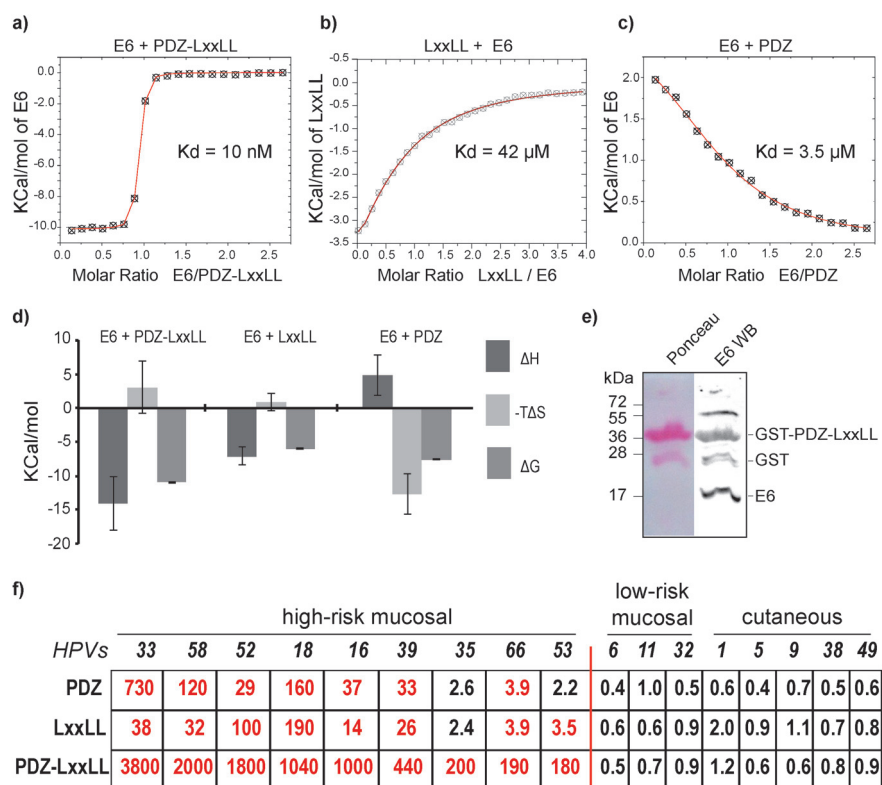 a)
E6 + PDZ-LxxLL
KCal/mol of E6
0.0
-2.0
-4.0
-6.0
-8.0
-10.0
Kd = 10 nM
0.0 0.5 1.0 1.5 2.0 2.5
Molar Ratio E6/PDZ-LxxLL
b)
LxxLL + E6
KCal/mol of LxxLL
-0.5
0.0
-0.5
-1.0
-1.5
-2.0
-2.5
-3.0
-3.5
Kd = 42 µM
0.0 0.5 1.0 1.5 2.0 2.5 3.0 3.5 4.0
Molar Ratio LxxLL / E6
c)
E6 + PDZ
KCal/mol of E6
2.0
1.5
1.0
0.5
0.0
Kd = 3.5 µM
0.0 0.5 1.0 1.5 2.0 2.5
Molar Ratio E6/PDZ
d)
KCal/mol
10
5
0
-5
-10
-15
-20
E6 + PDZ-LxxLL E6 + LxxLL E6 + PDZ
ΔH
-TΔS
ΔG
e)
Ponceau
E6 WB
kDa
72
55
36
28
17
GST-PDZ-LxxLL
GST
E6
f)
high-risk mucosal
low-risk
mucosal
cutaneous
HPVs 33 58 52 18 16 39 35 66 53 6 11 32 1 5 9 38 49
PDZ 730 120 29 160 37 33 2.6 3.9 2.2 0.4 1.0 0.5 0.6 0.4 0.7 0.5 0.6
LxxLL 38 32 100 190 14 26 2.4 3.9 3.5 0.6 0.6 0.9 2.0 0.9 1.1 0.7 0.8
PDZ-LxxLL 3800 2000 1800 1040 1000 440 200 190 180 0.5 0.7 0.9 1.2 0.6 0.6 0.8 0.9